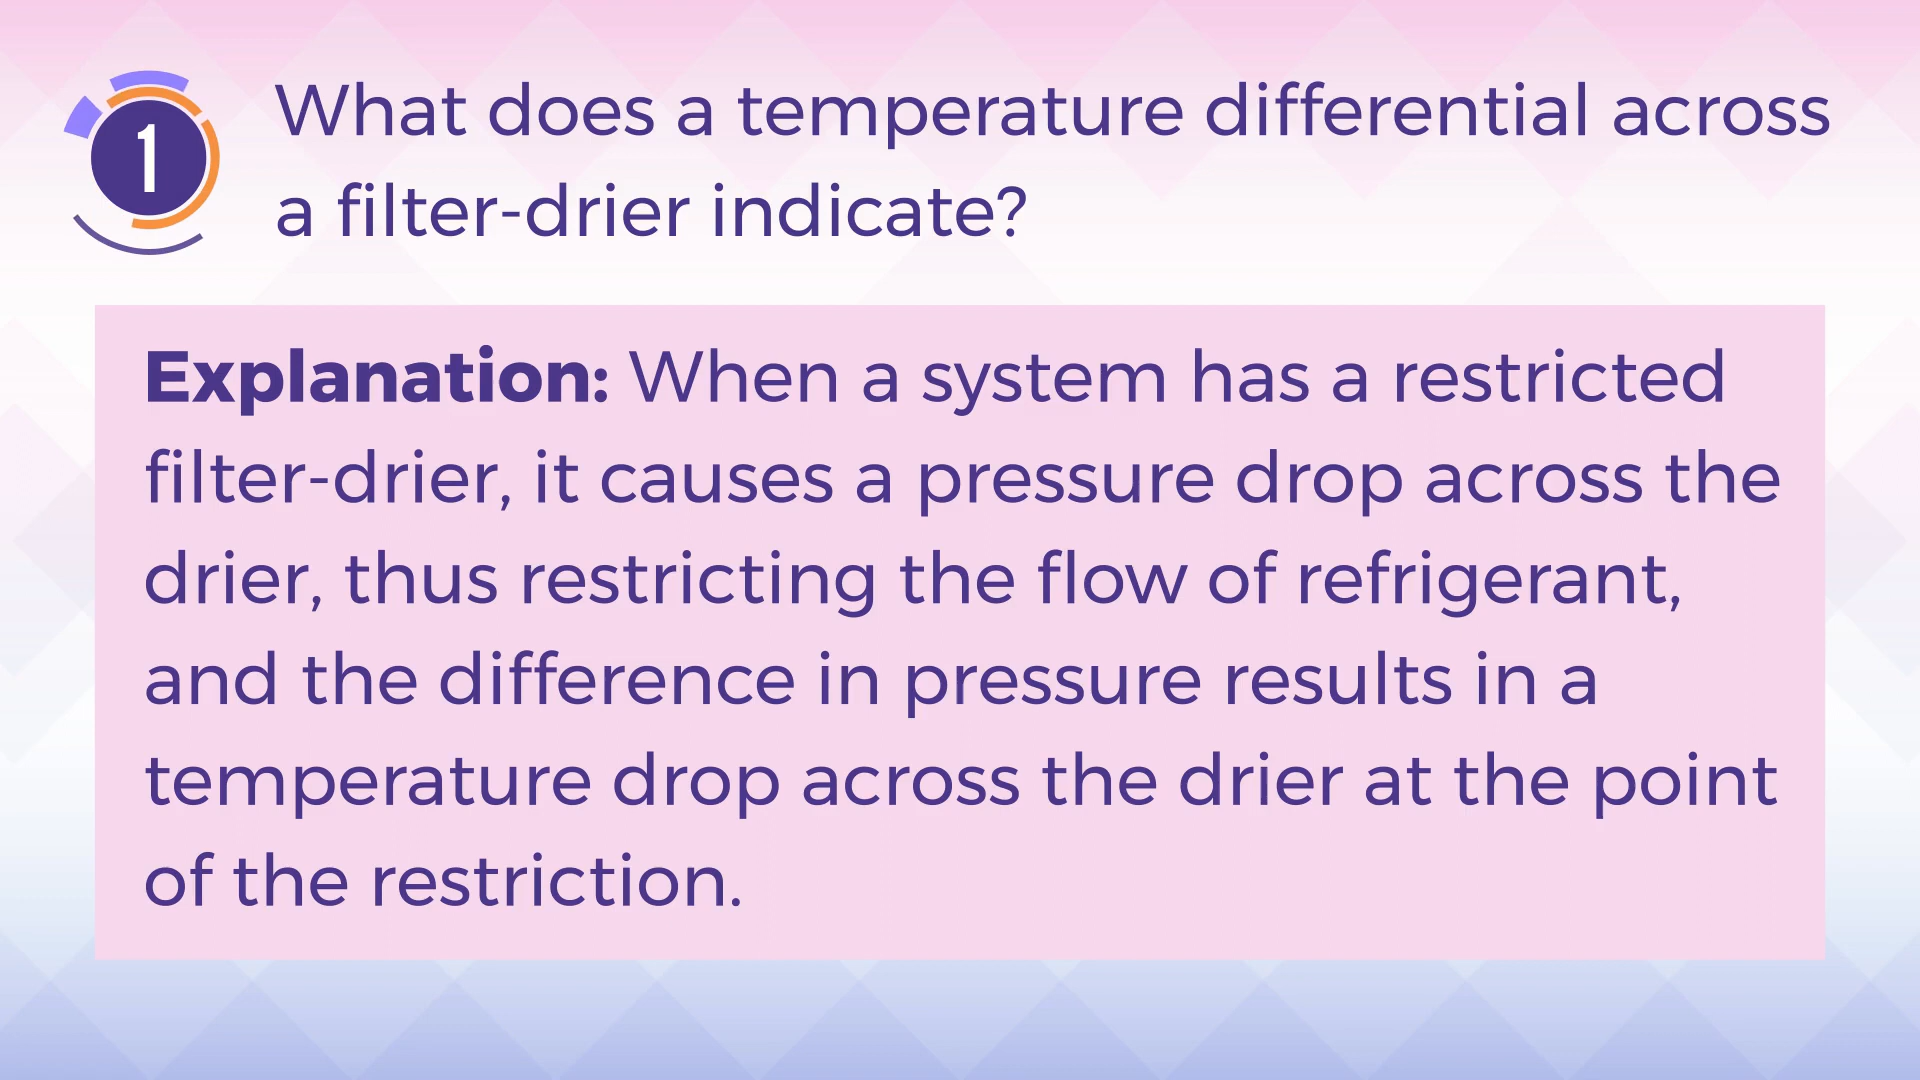 1
What does a temperature differential across
a filter-drier indicate?
Explanation: When a system has a restricted
filter-drier, it causes a pressure drop across the
drier, thus restricting the flow of refrigerant,
and the difference in pressure results in a
temperature drop across the drier at the point
of the restriction.